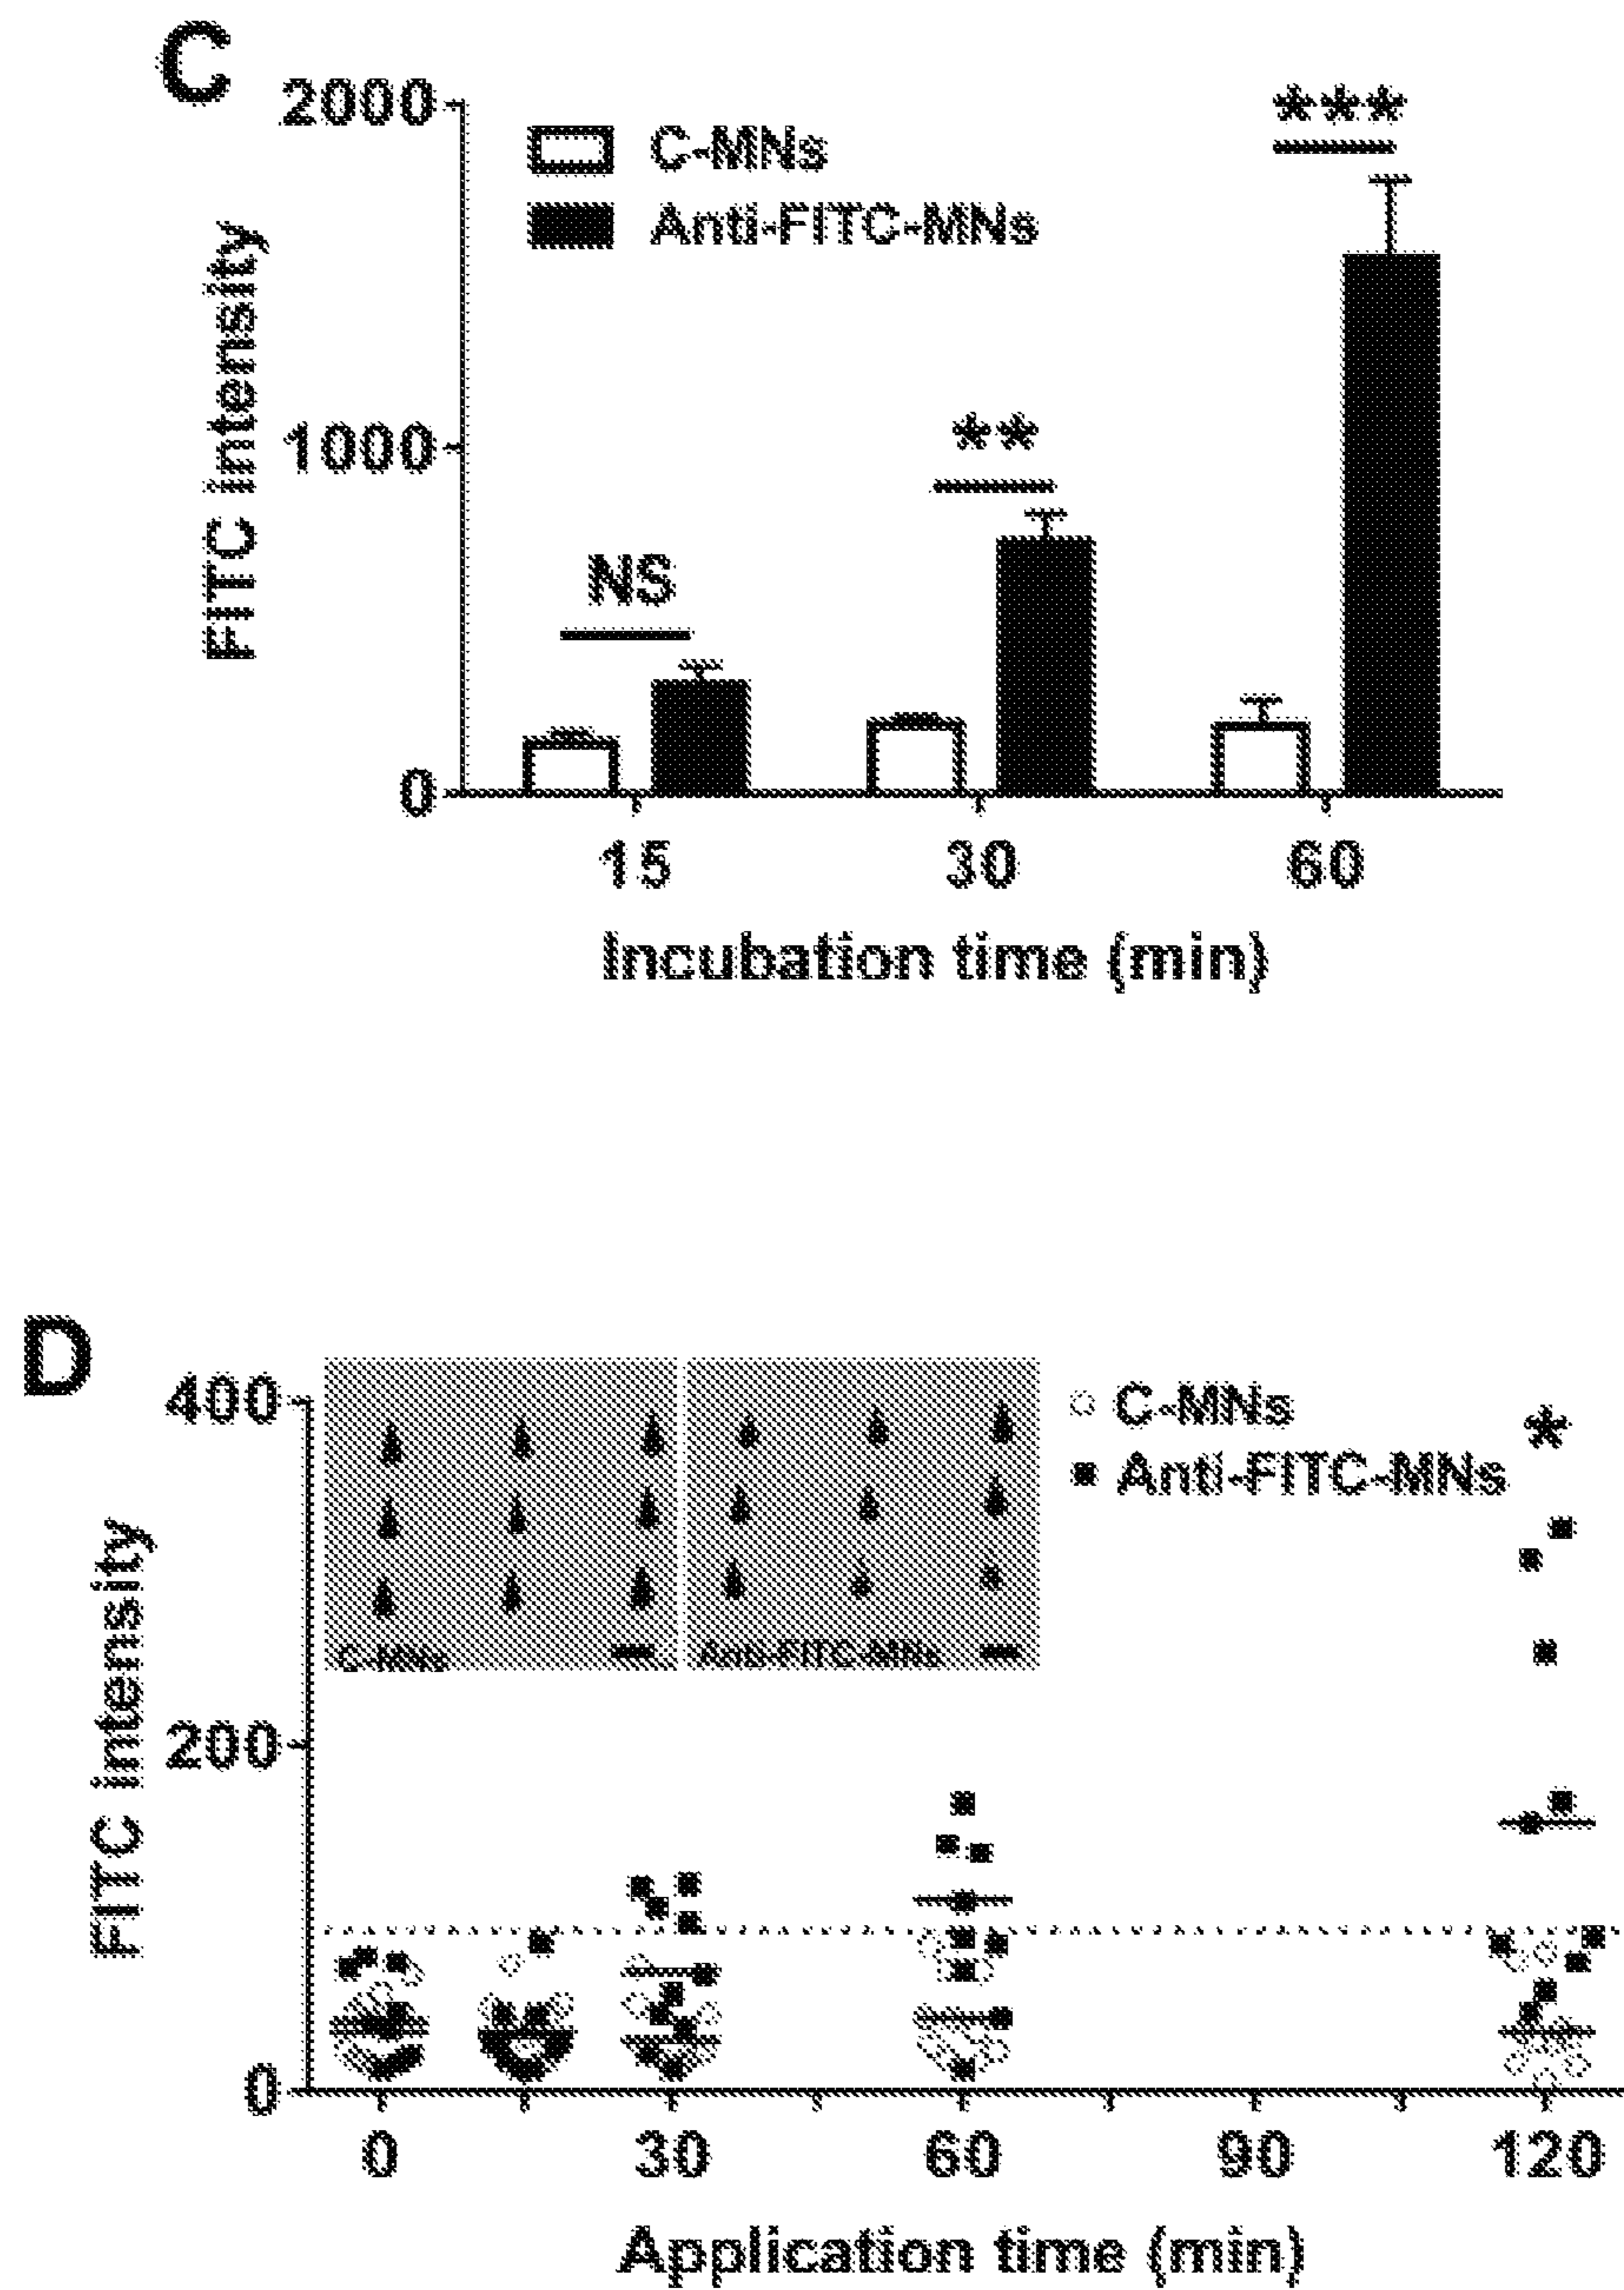 C
2000
***
C-MNs
Anti-FITC-MNs
FITC intensity
1000
**
NS
0
15 30 60
Incubation time (min)
D
400
C-MNs
*
Anti-FITC-MNs
C-MNs Anti-FITC-MNs
FITC intensity
200
0
0 30 60 90 120
Application time (min)